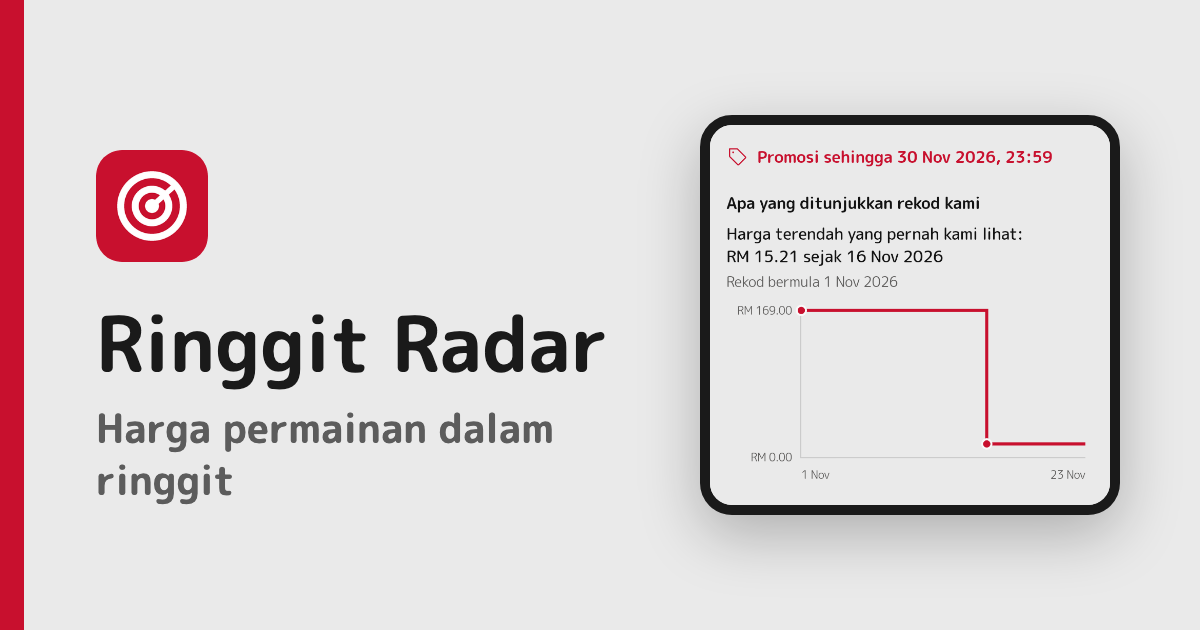 Ringgit Radar
Harga permainan dalam
ringgit
Promosi sehingga 30 Nov 2026, 23:59
Apa yang ditunjukkan rekod kami
Harga terendah yang pernah kami lihat:
RM 15.21 sejak 16 Nov 2026
Rekod bermula 1 Nov 2026
RM 169.00
RM 0.00
1 Nov
23 Nov